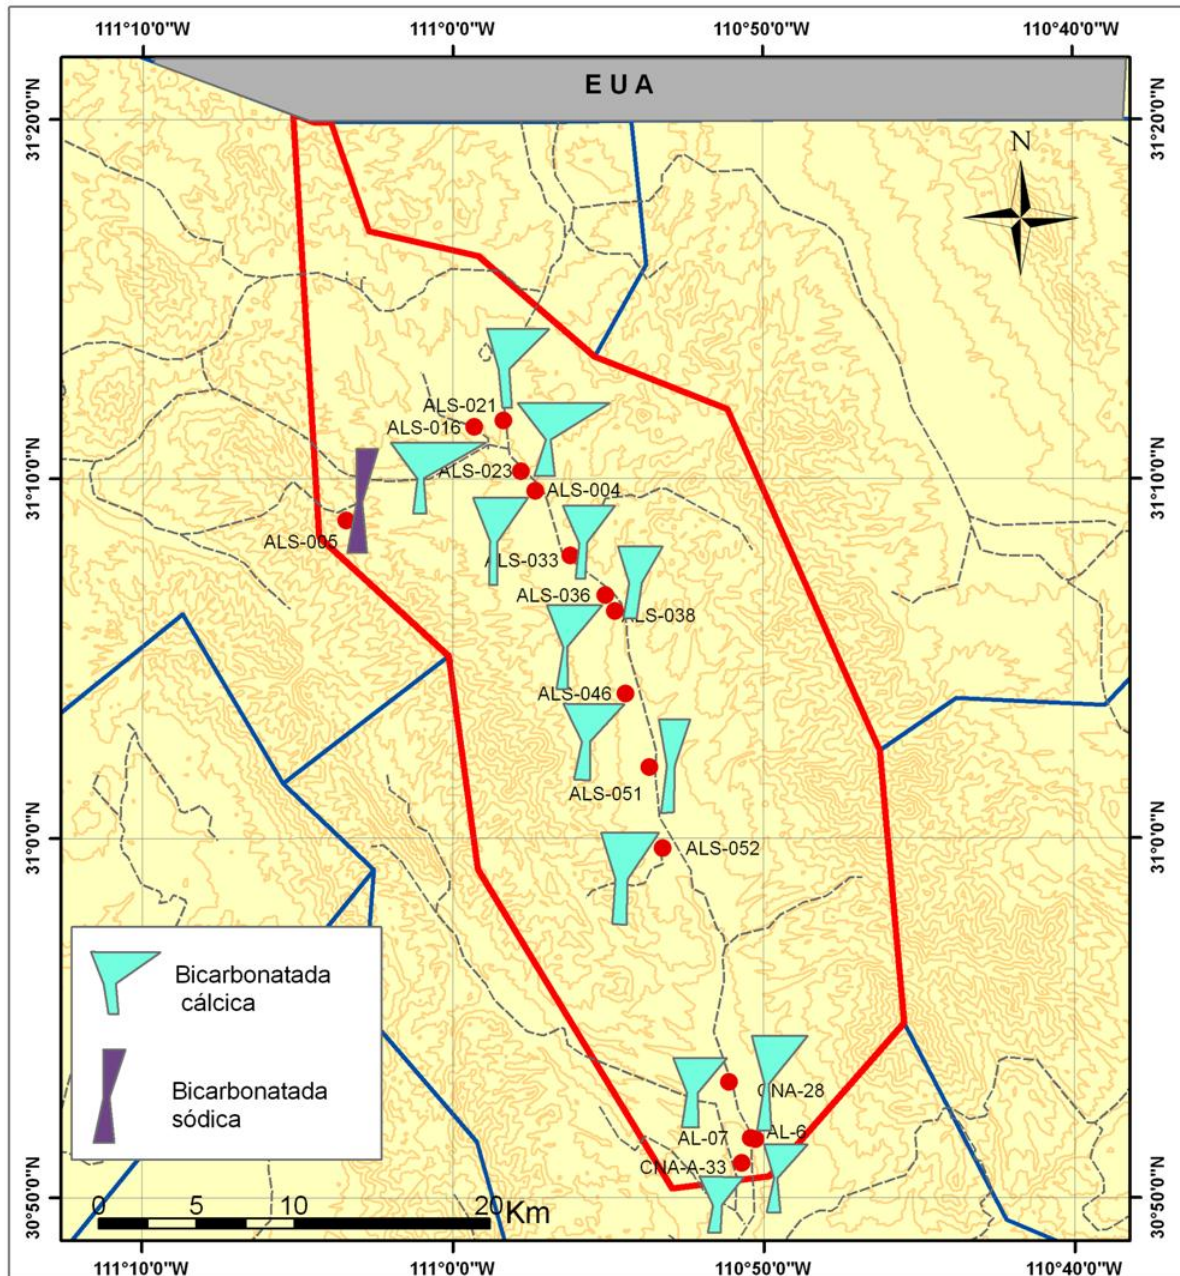 111°10'0"W 111°0'0"W 110°50'0"W 110°40'0"W
E U A
31°20'0"N 31°20'0"N
N
ALS-021
ALS-016
31°10'0"N 31°10'0"N
ALS-023
ALS-004
ALS-005
ALS-033
ALS-036
ALS-038
ALS-046
ALS-051
31°0'0"N 31°0'0"N
ALS-052
Bicarbonatada
cálcica
Bicarbonatada
sódica
CNA-28
AL-07 AL-6
CNA-A-33
30°50'0"N 30°50'0"N
0 5 10 20 Km
111°10'0"W 111°0'0"W 110°50'0"W 110°40'0"W